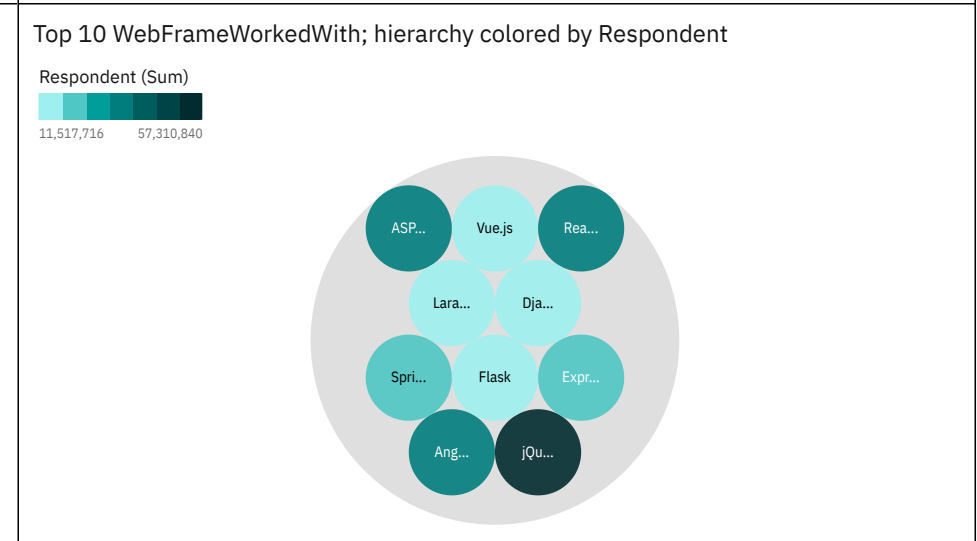 Top 10 WebFrameWorkedWith; hierarchy colored by Respondent
Respondent (Sum)
11,517,716 57,310,840
ASP... Vue.js Rea...
Lara... Dja...
Spri... Flask Expr...
Ang... jQu...